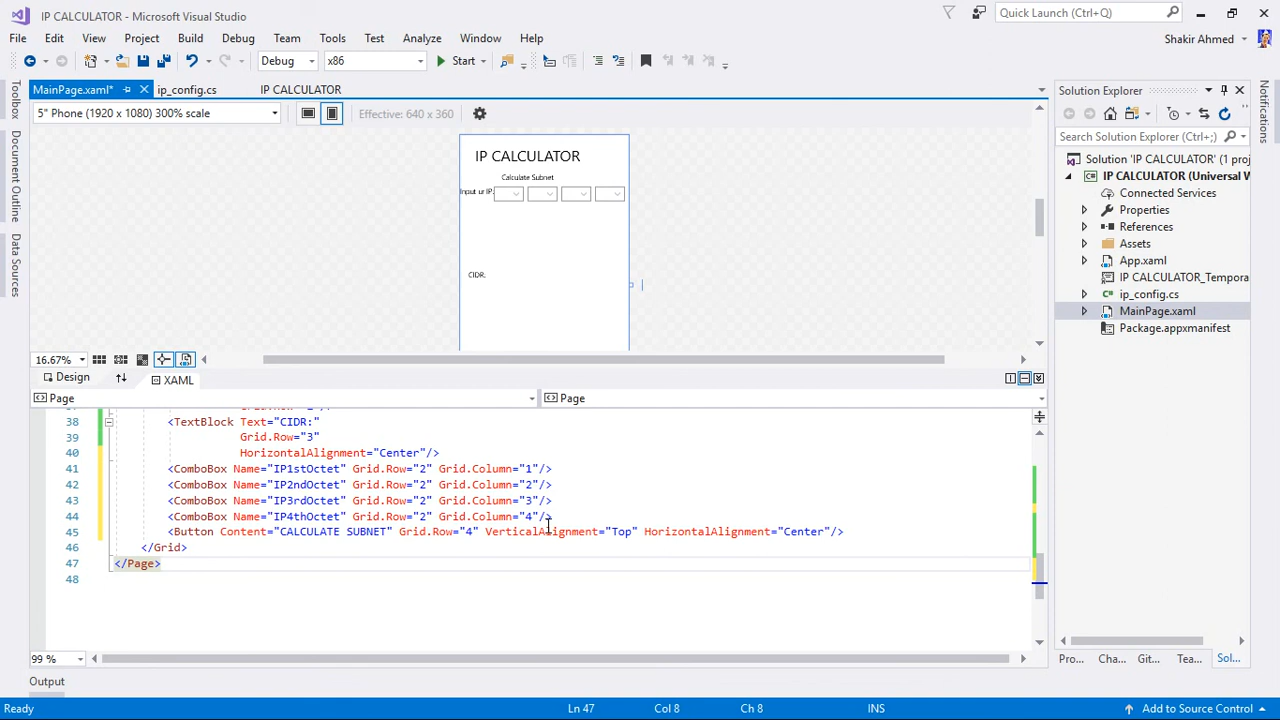 IP CALCULATOR - Microsoft Visual Studio
Quick Launch (Ctrl+Q)
File Edit View Project Build Debug Team Tools Test Analyze Window Help
Shakir Ahmed
Debug x86 Start
MainPage.xaml* ip_config.cs IP CALCULATOR
5" Phone (1920 x 1080) 300% scale
Effective: 640 x 360
Toolbox
Document Outline
Data Sources
IP CALCULATOR
Calculate Subnet
Input ur IP:
CIDR.
16.67%
Design XAML
Page Page
38 <TextBlock Text="CIDR:"
39 Grid.Row="3"
40 HorizontalAlignment="Center"/>
41 <ComboBox Name="IP1stOctet" Grid.Row="2" Grid.Column="1"/>
42 <ComboBox Name="IP2ndOctet" Grid.Row="2" Grid.Column="2"/>
43 <ComboBox Name="IP3rdOctet" Grid.Row="2" Grid.Column="3"/>
44 <ComboBox Name="IP4thOctet" Grid.Row="2" Grid.Column="4"/>
45 <Button Content="CALCULATE SUBNET" Grid.Row="4" VerticalAlignment="Top" HorizontalAlignment="Center"/>
46 </Grid>
47 </Page>
48
99 %
Output
Ready Ln 47 Col 8 Ch 8 INS Add to Source Control
Solution Explorer
Search Solution Explorer (Ctrl+;)
Solution 'IP CALCULATOR' (1 proj
IP CALCULATOR (Universal W
Connected Services
Properties
References
Assets
App.xaml
IP CALCULATOR_Tempora
ip_config.cs
MainPage.xaml
Package.appxmanifest
Pro... Cha... Git... Tea... Sol...
Notifications